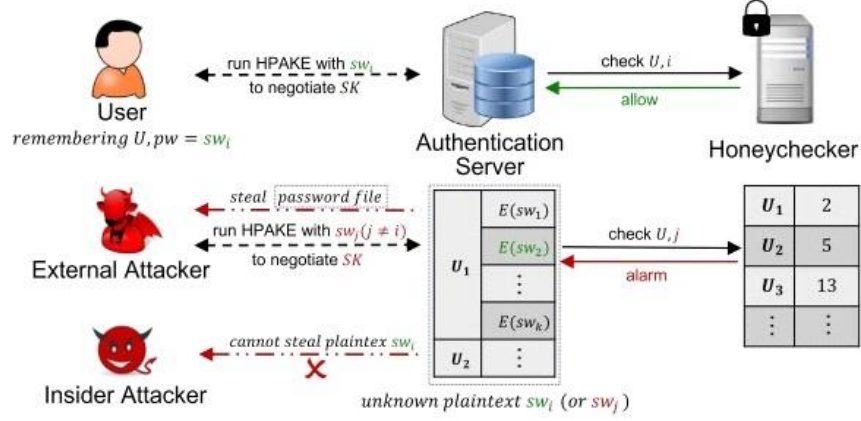 run HPAKE with sw_i
to negotiate SK
check U, i
allow
User
remembering U, pw = sw_i
Authentication
Server
Honeychecker
steal password file
run HPAKE with sw_j(j ≠ i)
to negotiate SK
External Attacker
U_1
E(sw_1)
E(sw_2)
⋮
E(sw_k)
U_2
⋮
check U, j
alarm
U_1 2
U_2 5
U_3 13
⋮ ⋮
cannot steal plaintex sw_i
X
Insider Attacker
unknown plaintext sw_i (or sw_j)